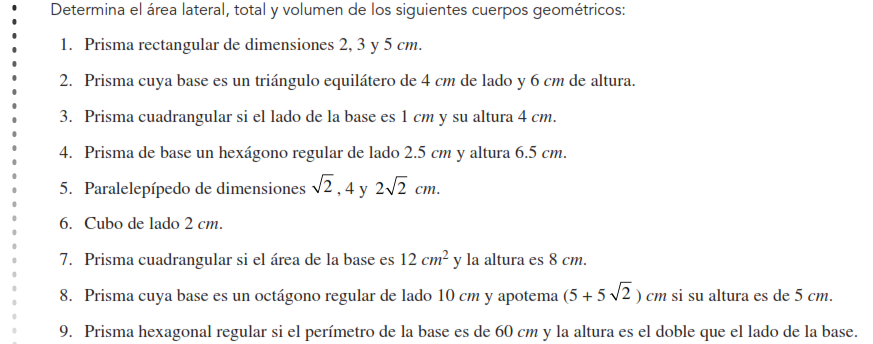 Determina el área lateral, total y volumen de los siguientes cuerpos geométricos:
1. Prisma rectangular de dimensiones 2, 3 y 5 cm.
2. Prisma cuya base es un triángulo equilátero de 4 cm de lado y 6 cm de altura.
3. Prisma cuadrangular si el lado de la base es 1 cm y su altura 4 cm.
4. Prisma de base un hexágono regular de lado 2.5 cm y altura 6.5 cm.
5. Paralelepípedo de dimensiones √2 , 4 y 2√2 cm.
6. Cubo de lado 2 cm.
7. Prisma cuadrangular si el área de la base es 12 cm² y la altura es 8 cm.
8. Prisma cuya base es un octágono regular de lado 10 cm y apotema (5 + 5 √2 ) cm si su altura es de 5 cm.
9. Prisma hexagonal regular si el perímetro de la base es de 60 cm y la altura es el doble que el lado de la base.